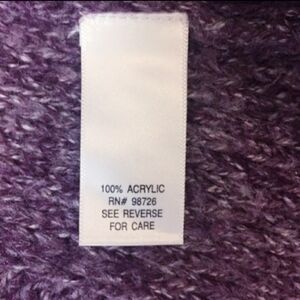 100% ACRYLIC
RN# 98726
SEE REVERSE
FOR CARE